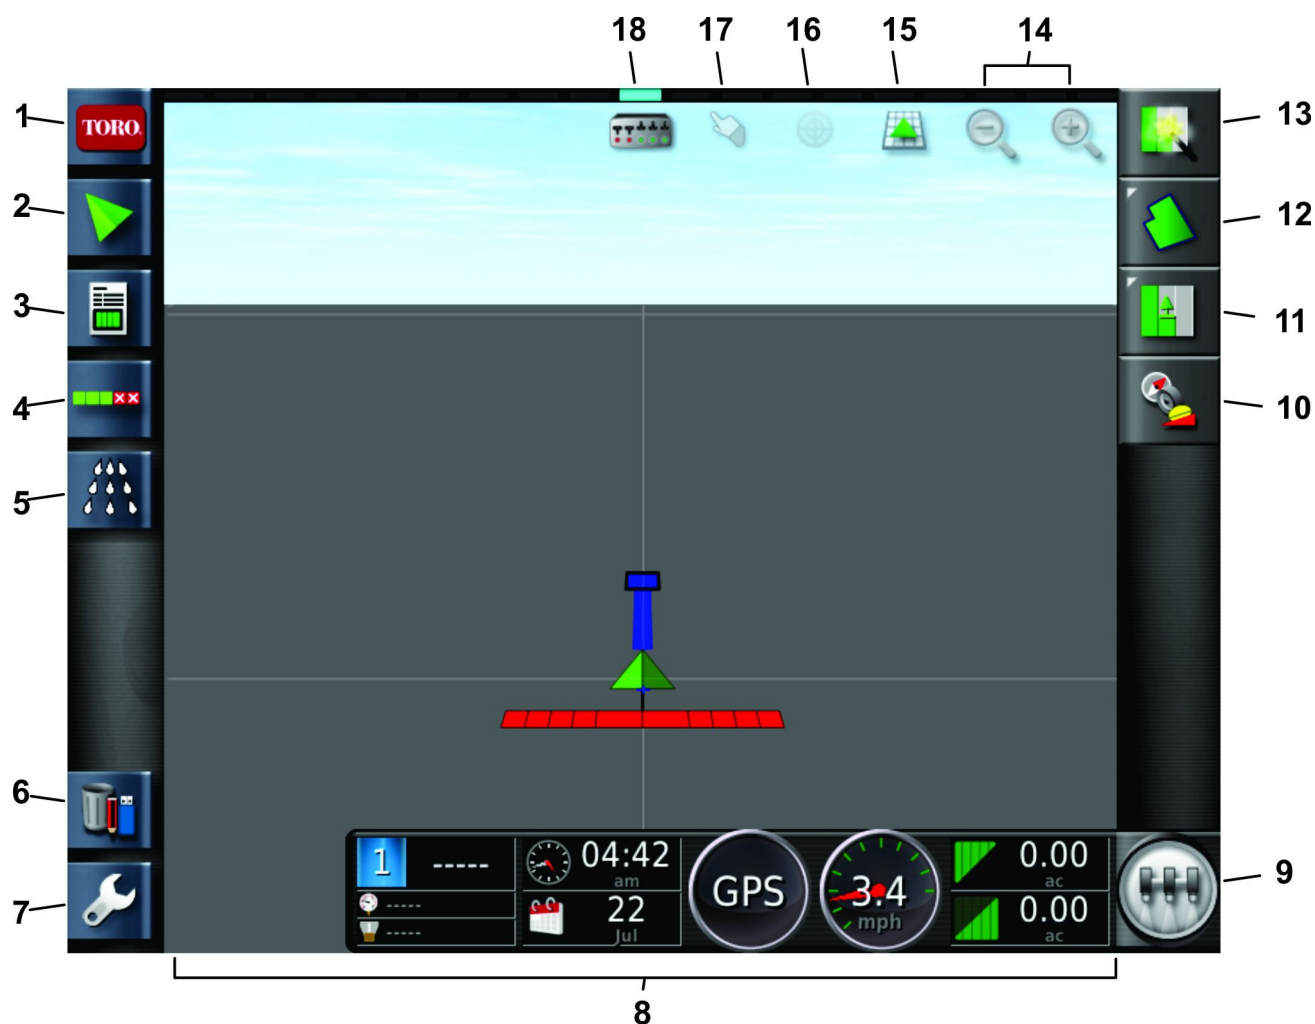 18 17 16 15 14
1 TORO. 13
2 12
3 11
4 10
5
6
1 ----- 04:42 am GPS 3.4 mph 0.00 ac 9
7 ----- 22 Jul 0.00 ac
-----
8